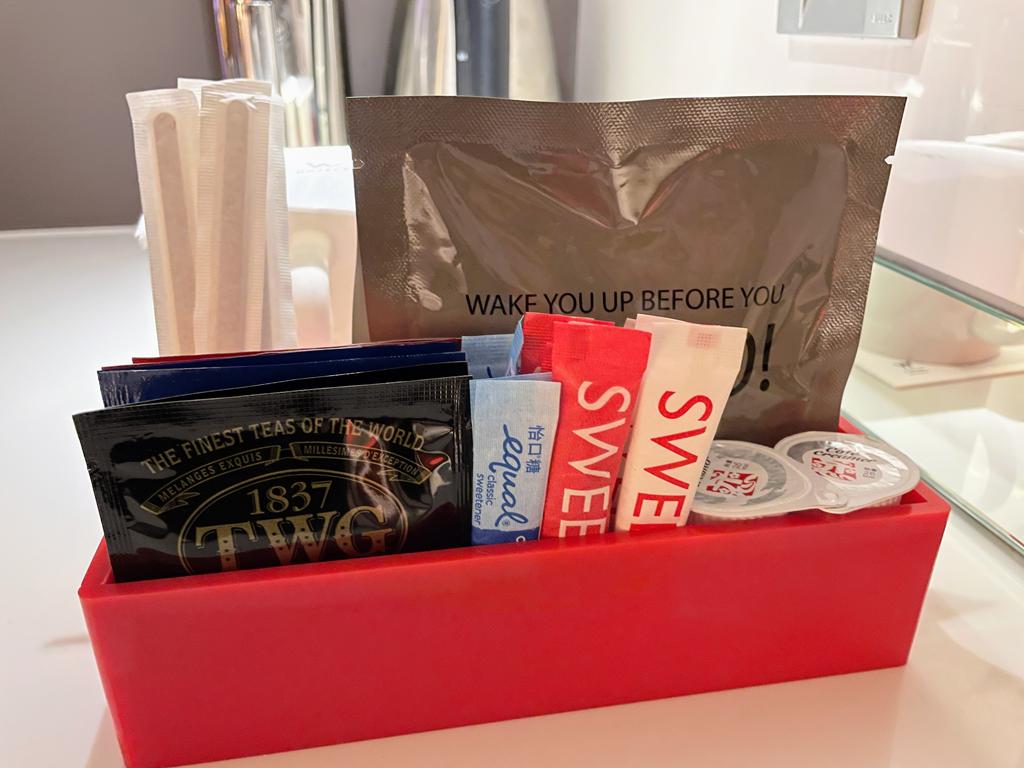 WAKE YOU UP BEFORE YOU
O!
THE FINEST TEAS OF THE WORLD
MELANGES EXQUIS
MILLESIMES D'EXCEPTION
1837
TWG
怡口糖
equal
classic
sweetener
SWEE
SWEE